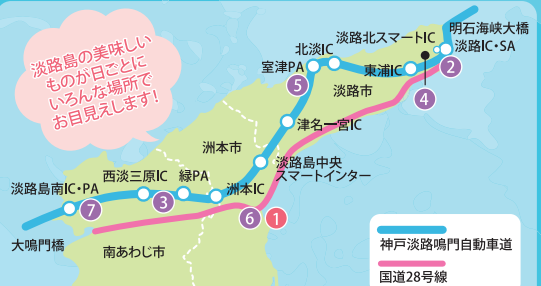 淡路島の美味しい
ものが日ごとに
いろんな場所で
お目見えします!
明石海峡大橋
淡路北スマートIC
淡路IC・SA
北淡IC
室津PA
東浦IC
2
5
淡路市
4
津名一宮IC
洲本市
淡路島中央
スマートインター
西淡三原IC
緑PA
淡路島南IC・PA
洲本IC
3
7
6
1
大鳴門橋
南あわじ市
神戸淡路鳴門自動車道
国道28号線